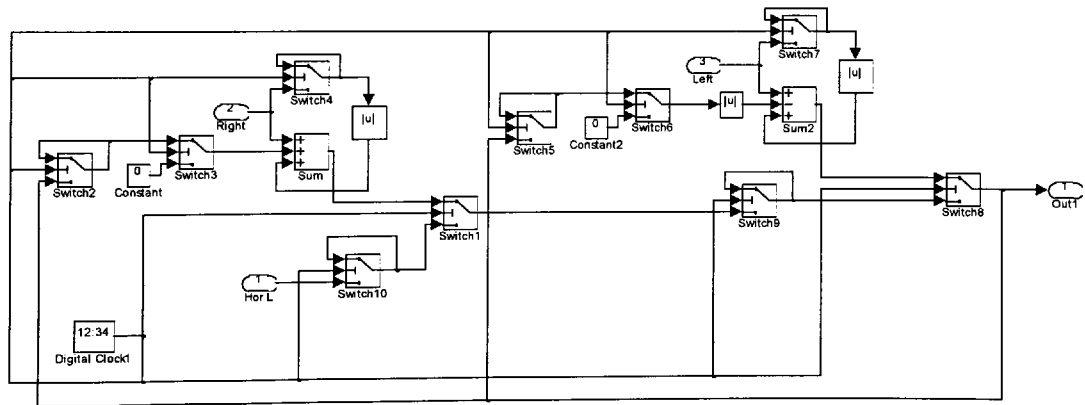 Switch7
3
Left
|u|
Switch4
2
Right
|u|
|u|
+
-
+
Sum2
0
Constant2
Switch6
Switch5
+
+
+
Sum
Switch3
0
Constant
Switch2
Switch1
Switch9
Switch8
1
Out1
1
Hor L
Switch10
12:34
Digital Clock1